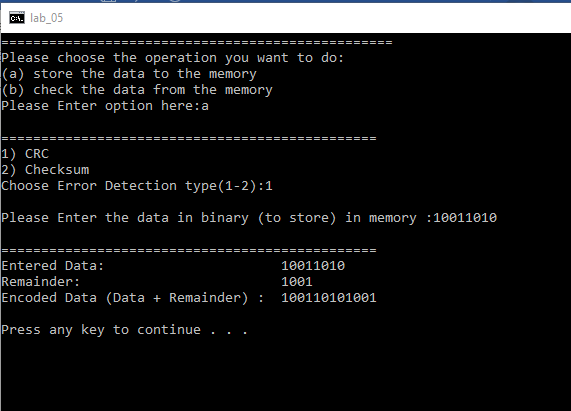 lab_05
=================================================
Please choose the operation you want to do:
(a) store the data to the memory
(b) check the data from the memory
Please Enter option here:a
===============================================
1) CRC
2) Checksum
Choose Error Detection type(1-2):1
Please Enter the data in binary (to store) in memory :10011010
===============================================
Entered Data: 10011010
Remainder: 1001
Encoded Data (Data + Remainder) : 100110101001
Press any key to continue . . .